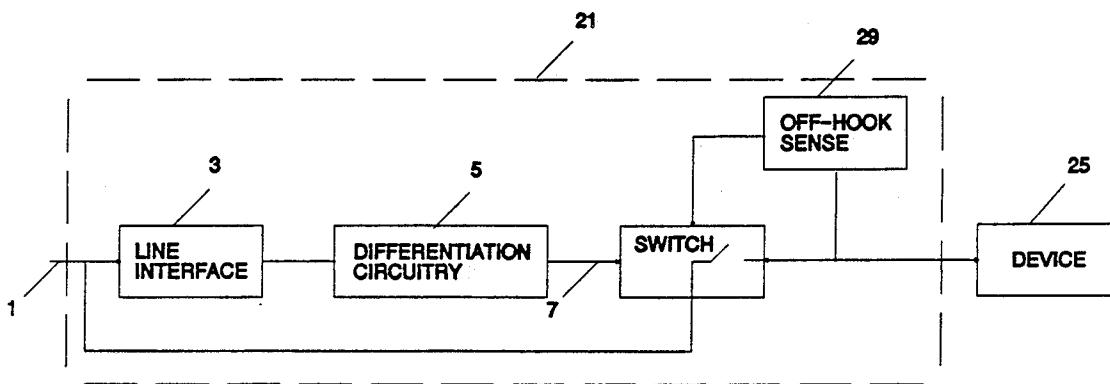 21
29
OFF-HOOK
SENSE
3
5
25
LINE
INTERFACE
DIFFERENTIATION
CIRCUITRY
SWITCH
DEVICE
1
7